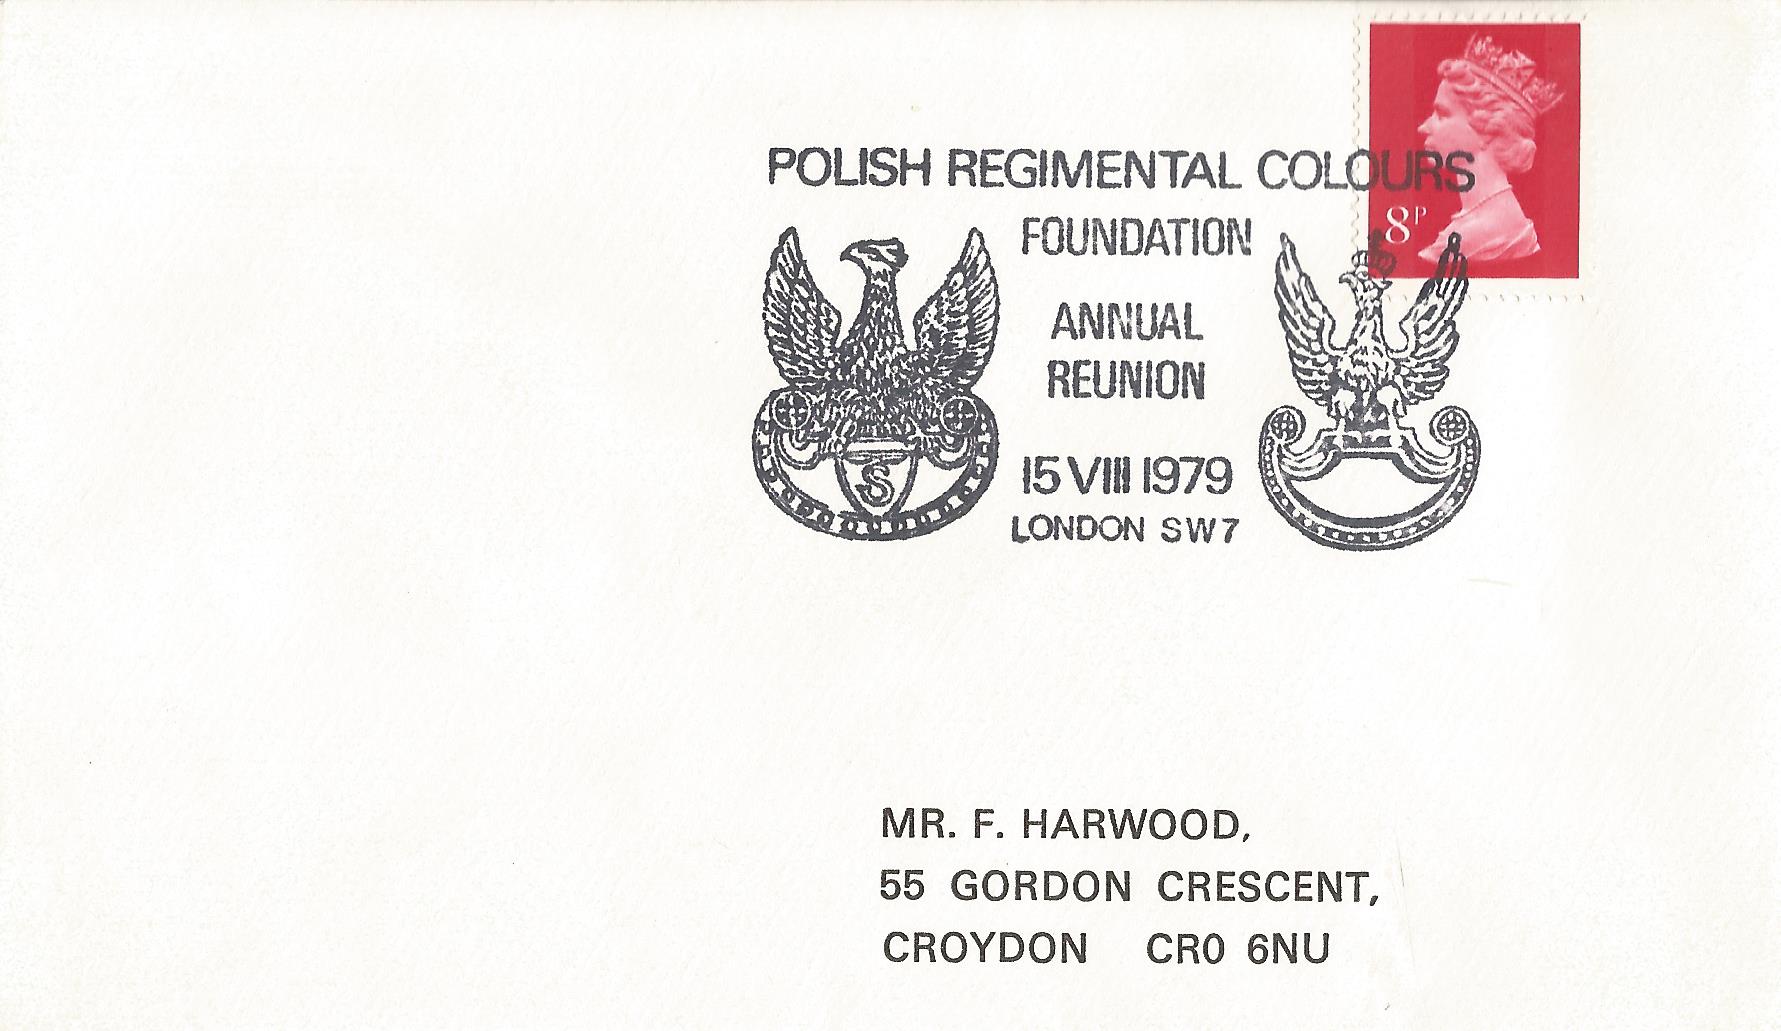 POLISH REGIMENTAL COLOURS
FOUNDATION
ANNUAL
REUNION
15 VIII 1979
LONDON SW7
S
8P
MR. F. HARWOOD,
55 GORDON CRESCENT,
CROYDON CR0 6NU